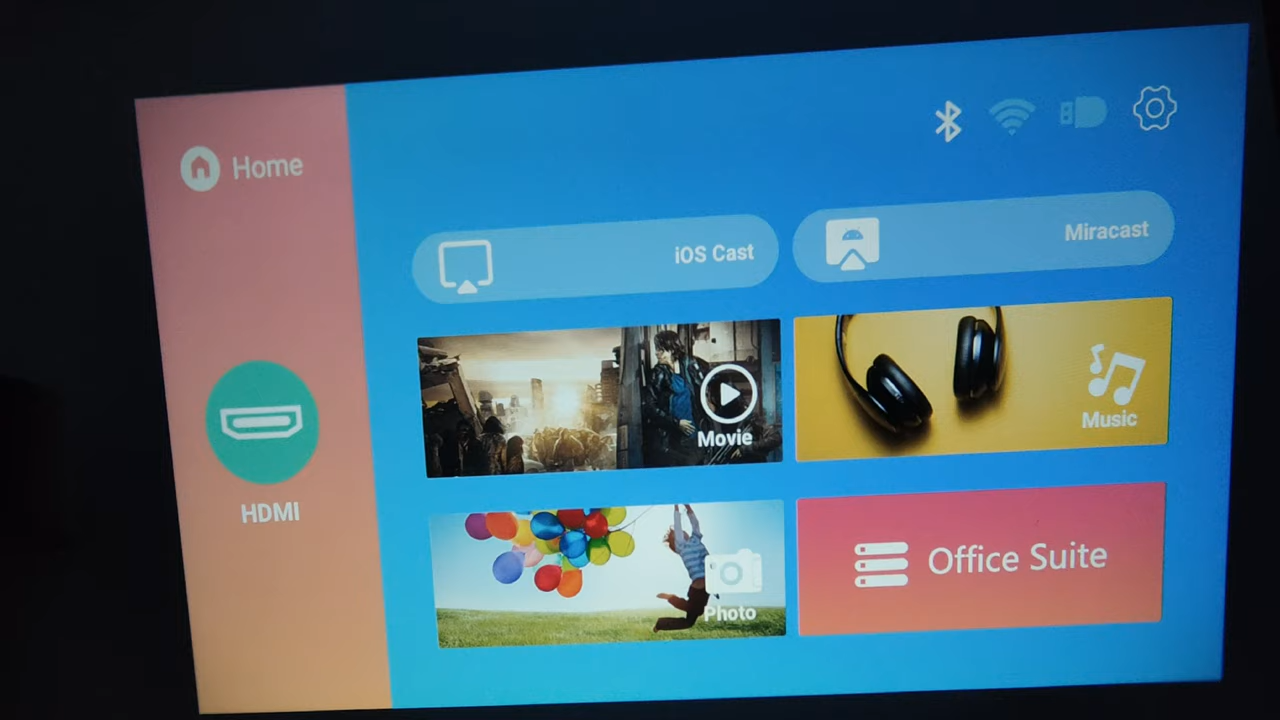 Home
iOS Cast
Miracast
Movie
Music
HDMI
Photo
Office Suite